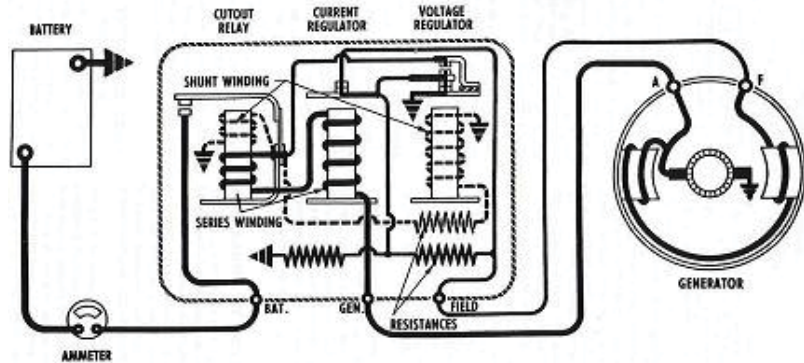 CUTOUT
RELAY
CURRENT
REGULATOR
VOLTAGE
REGULATOR
BATTERY
SHUNT WINDING
A
F
SERIES WINDING
GENERATOR
BAT.
GEN.
FIELD
RESISTANCES
AMMETER